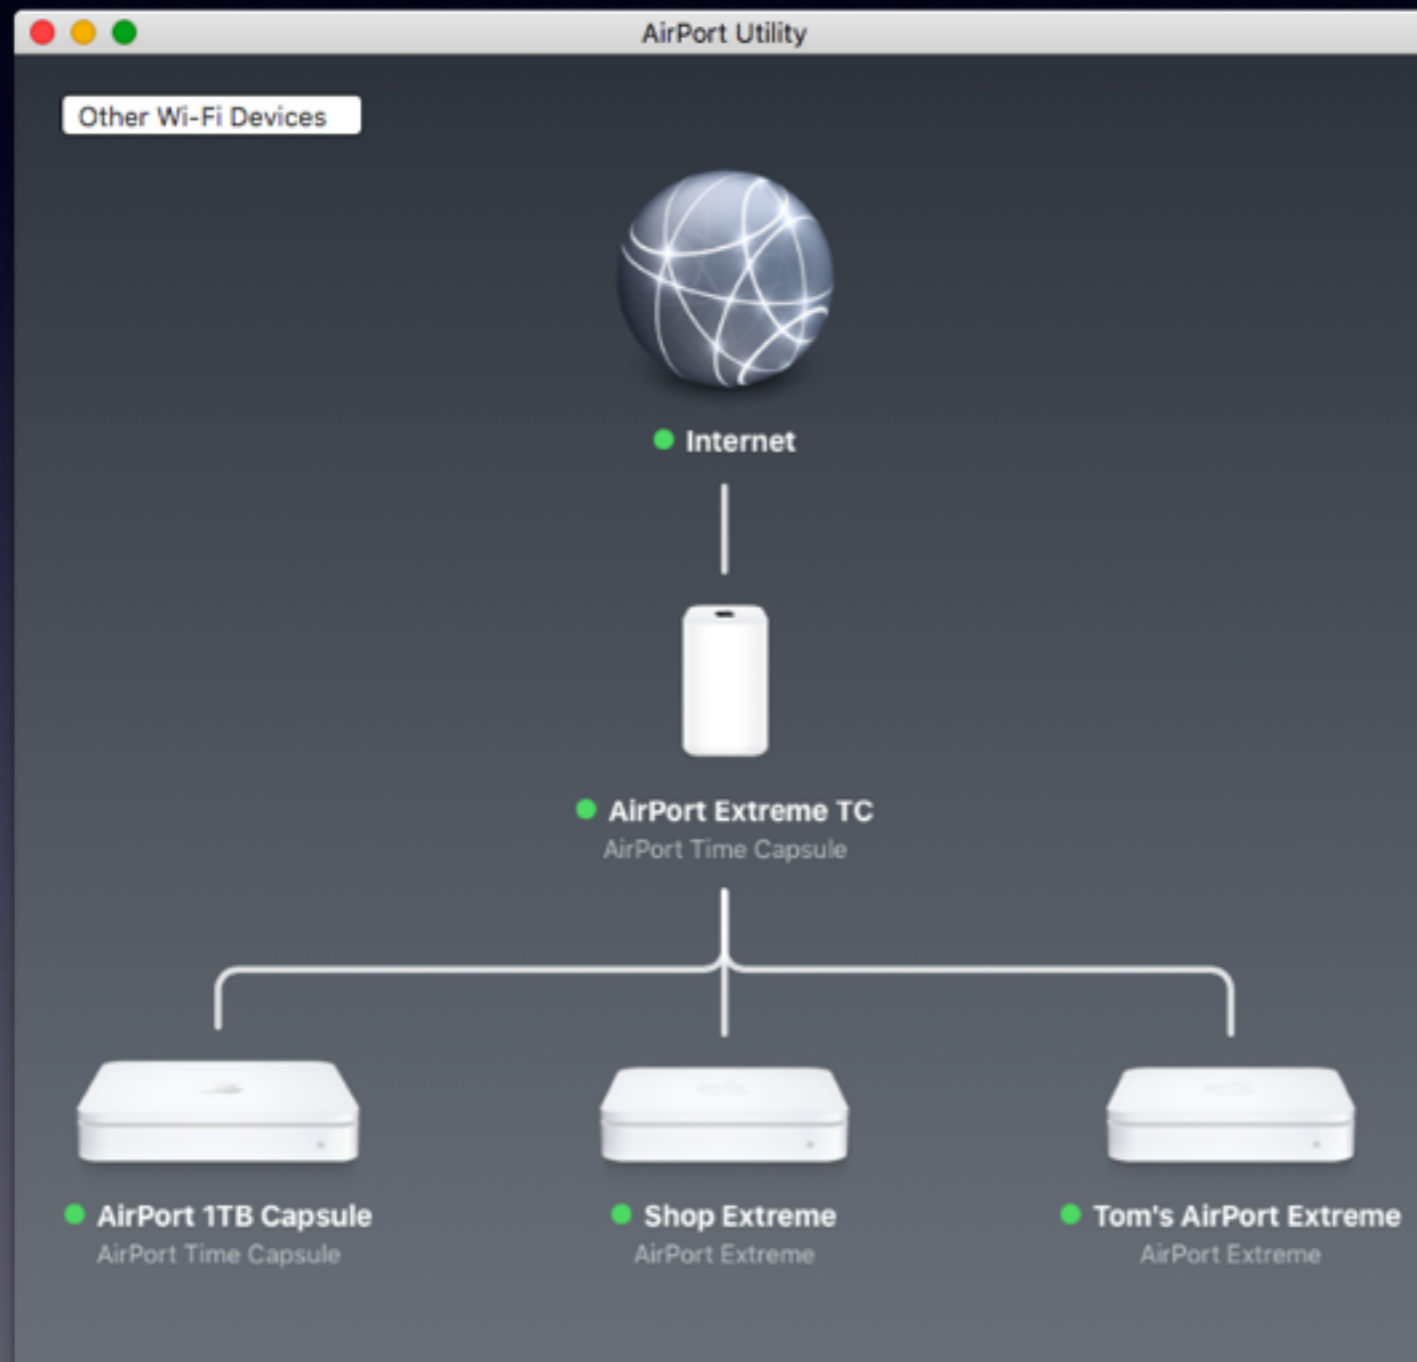 AirPort Utility
Other Wi-Fi Devices
Internet
AirPort Extreme TC
AirPort Time Capsule
AirPort 1TB Capsule
AirPort Time Capsule
Shop Extreme
AirPort Extreme
Tom's AirPort Extreme
AirPort Extreme